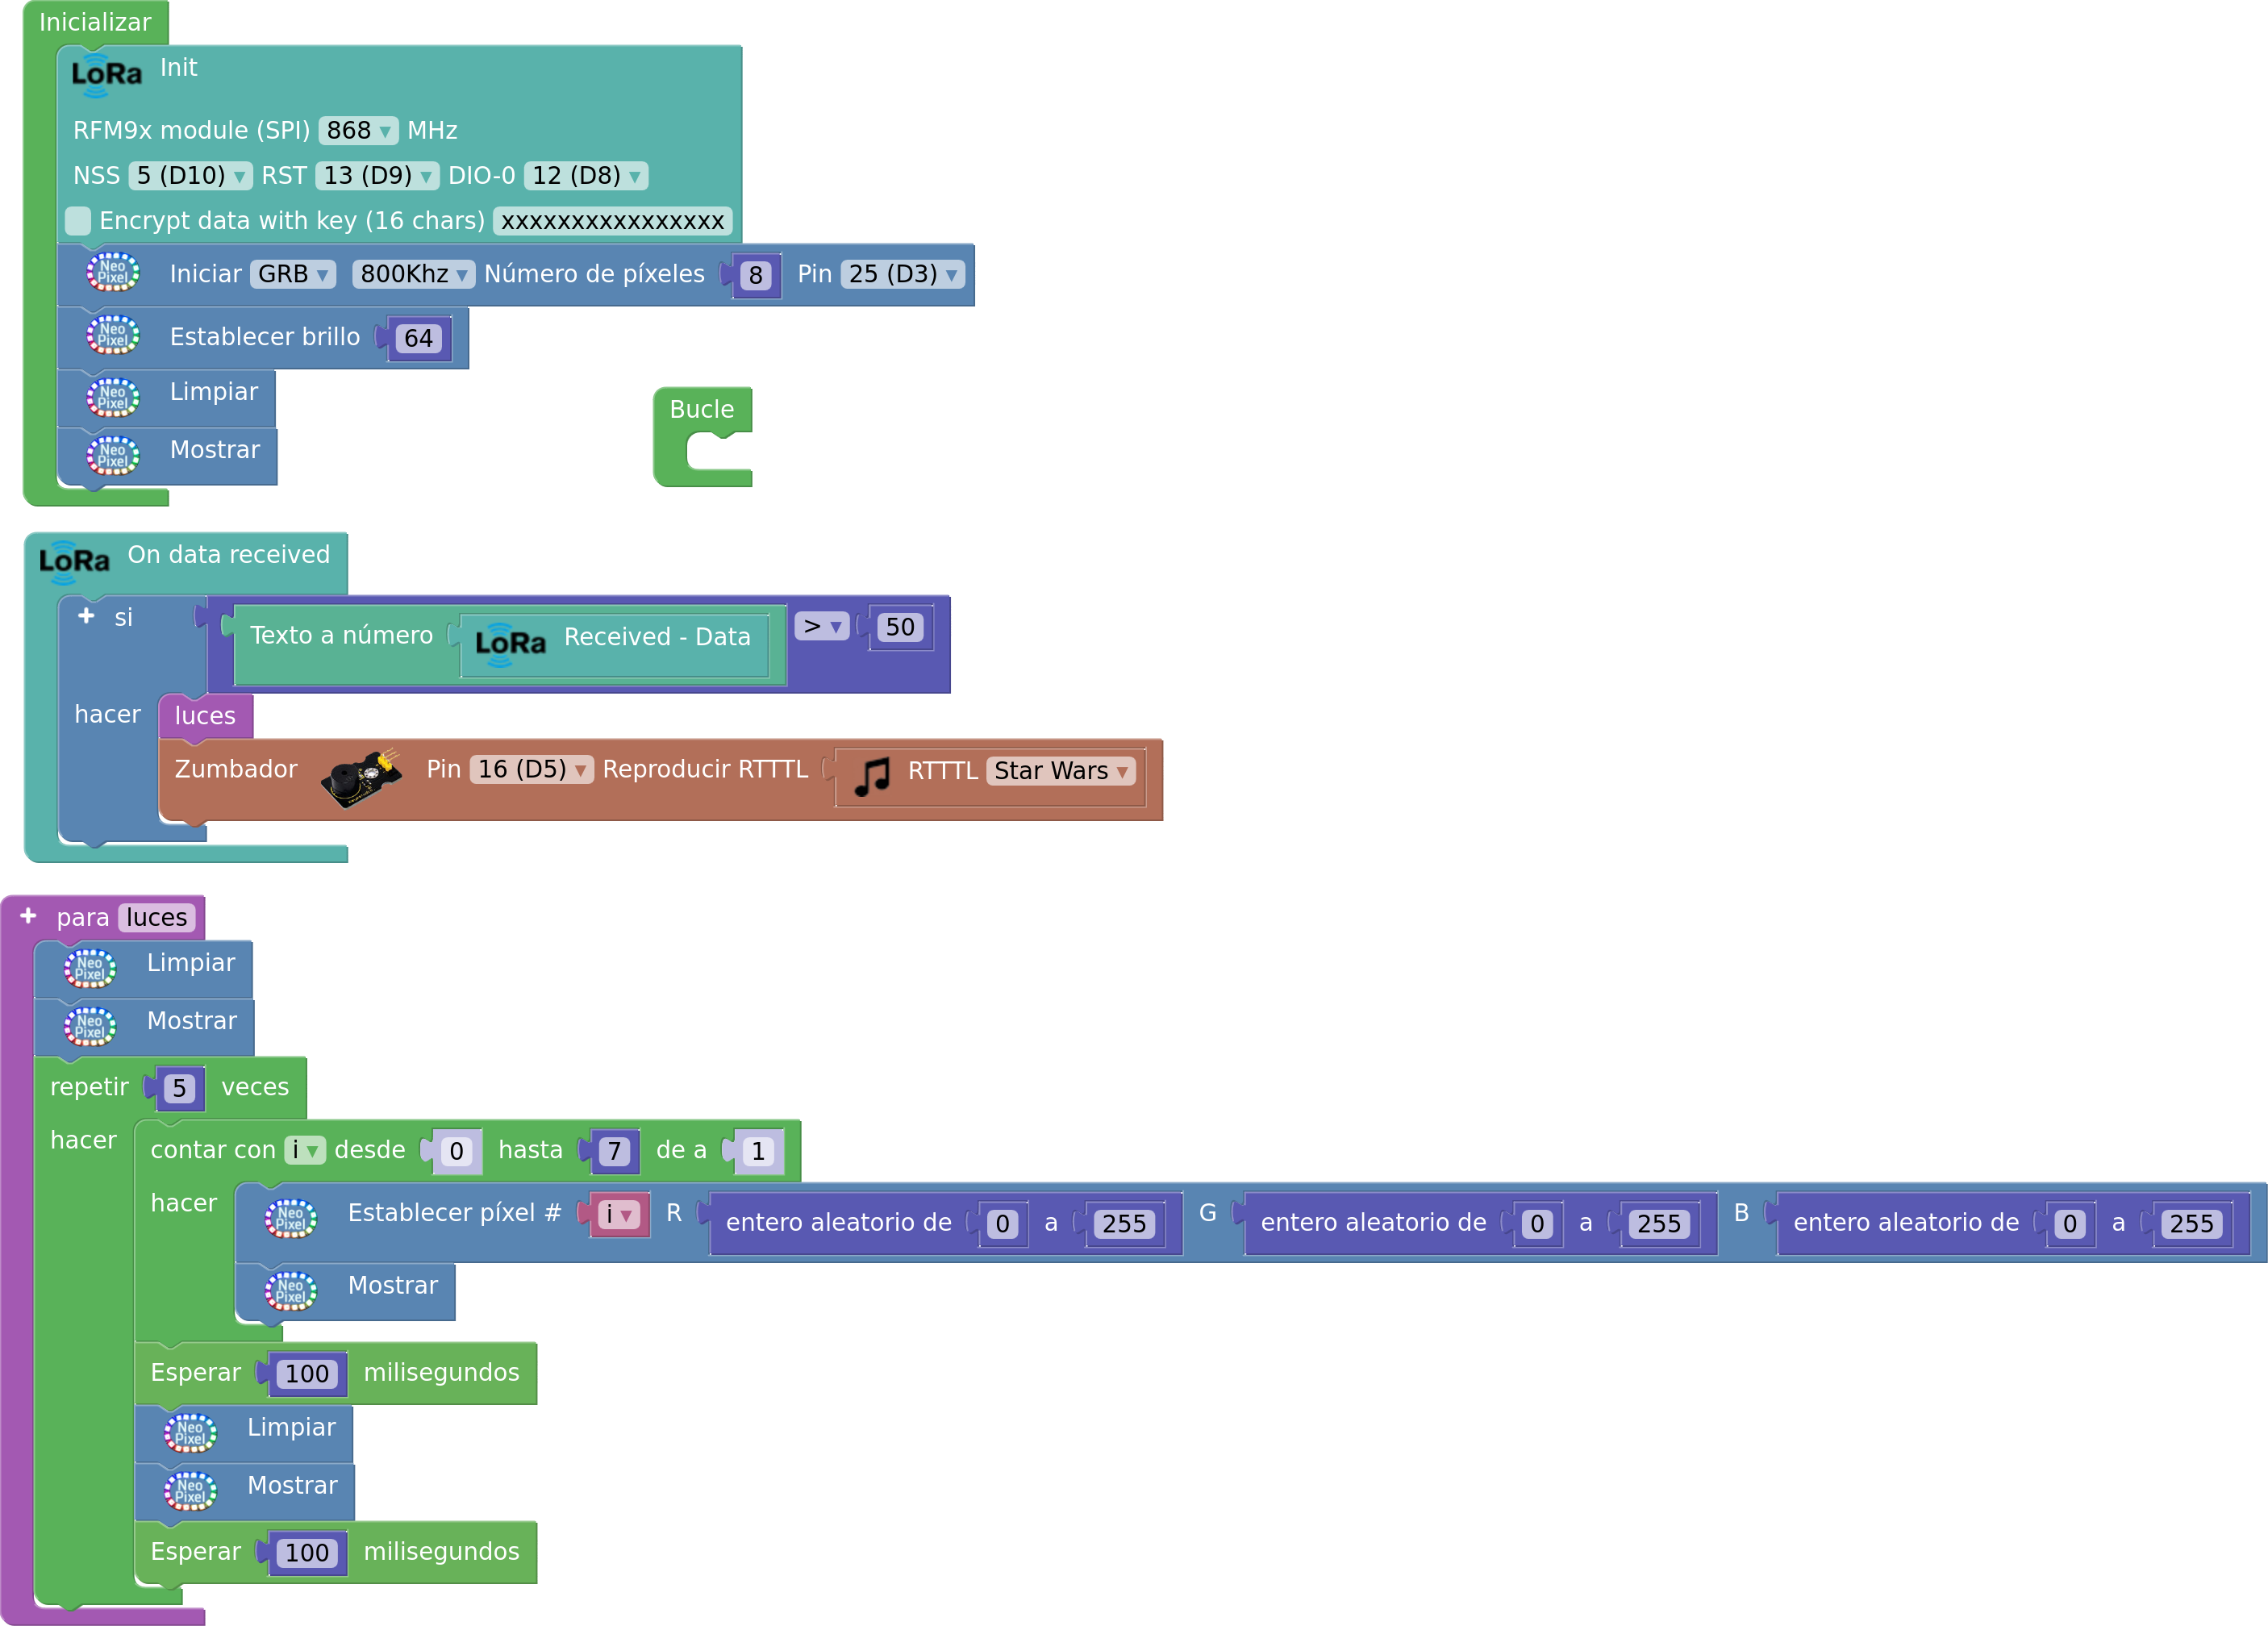 Inicializar
LoRa Init
RFM9x module (SPI) 868 ▾ MHz
NSS 5 (D10) ▾ RST 13 (D9) ▾ DIO-0 12 (D8) ▾
Encrypt data with key (16 chars) xxxxxxxxxxxxxxxx
Neo Pixel Iniciar GRB ▾ 800Khz ▾ Número de píxeles 8 Pin 25 (D3) ▾
Neo Pixel Establecer brillo 64
Neo Pixel Limpiar
Bucle
Neo Pixel Mostrar
LoRa On data received
+ si Texto a número LoRa Received - Data > ▾ 50
hacer luces
Zumbador Pin 16 (D5) ▾ Reproducir RTTTL RTTTL Star Wars ▾
+ para luces
Neo Pixel Limpiar
Neo Pixel Mostrar
repetir 5 veces
hacer contar con i ▾ desde 0 hasta 7 de a 1
hacer Neo Pixel Establecer píxel # i ▾ R entero aleatorio de 0 a 255 G entero aleatorio de 0 a 255 B entero aleatorio de 0 a 255
Neo Pixel Mostrar
Esperar 100 milisegundos
Neo Pixel Limpiar
Neo Pixel Mostrar
Esperar 100 milisegundos